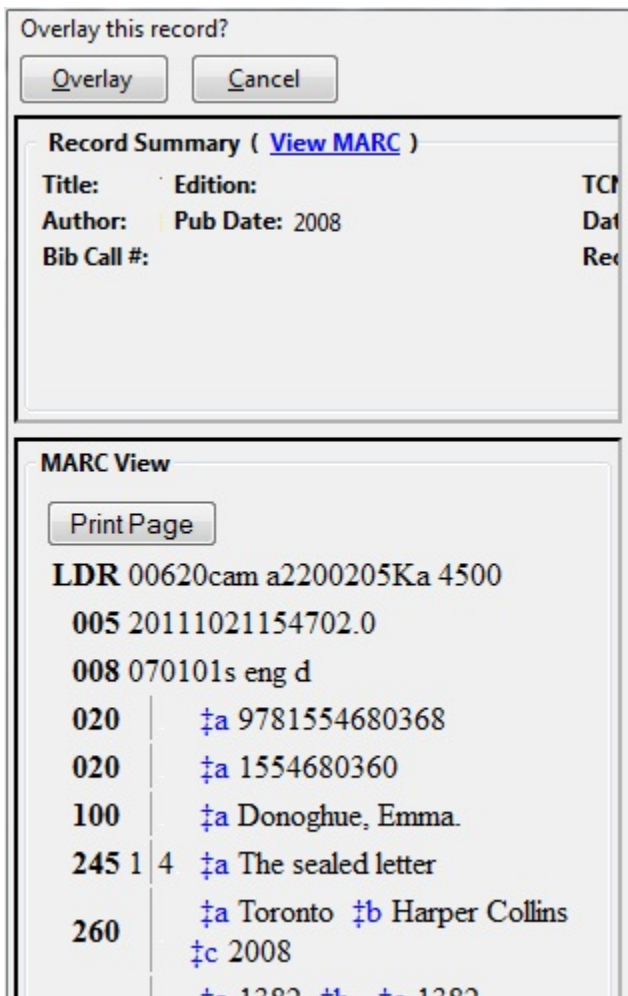 Overlay this record?
Overlay Cancel
Record Summary ( View MARC )
Title: Edition:
Author: Pub Date: 2008
Bib Call #:
MARC View
Print Page
LDR 00620cam a2200205Ka 4500
005 20111021154702.0
008 070101s eng d
020 ‡a 9781554680368
020 ‡a 1554680360
100 ‡a Donoghue, Emma.
245 1 4 ‡a The sealed letter
260 ‡a Toronto ‡b Harper Collins
‡c 2008